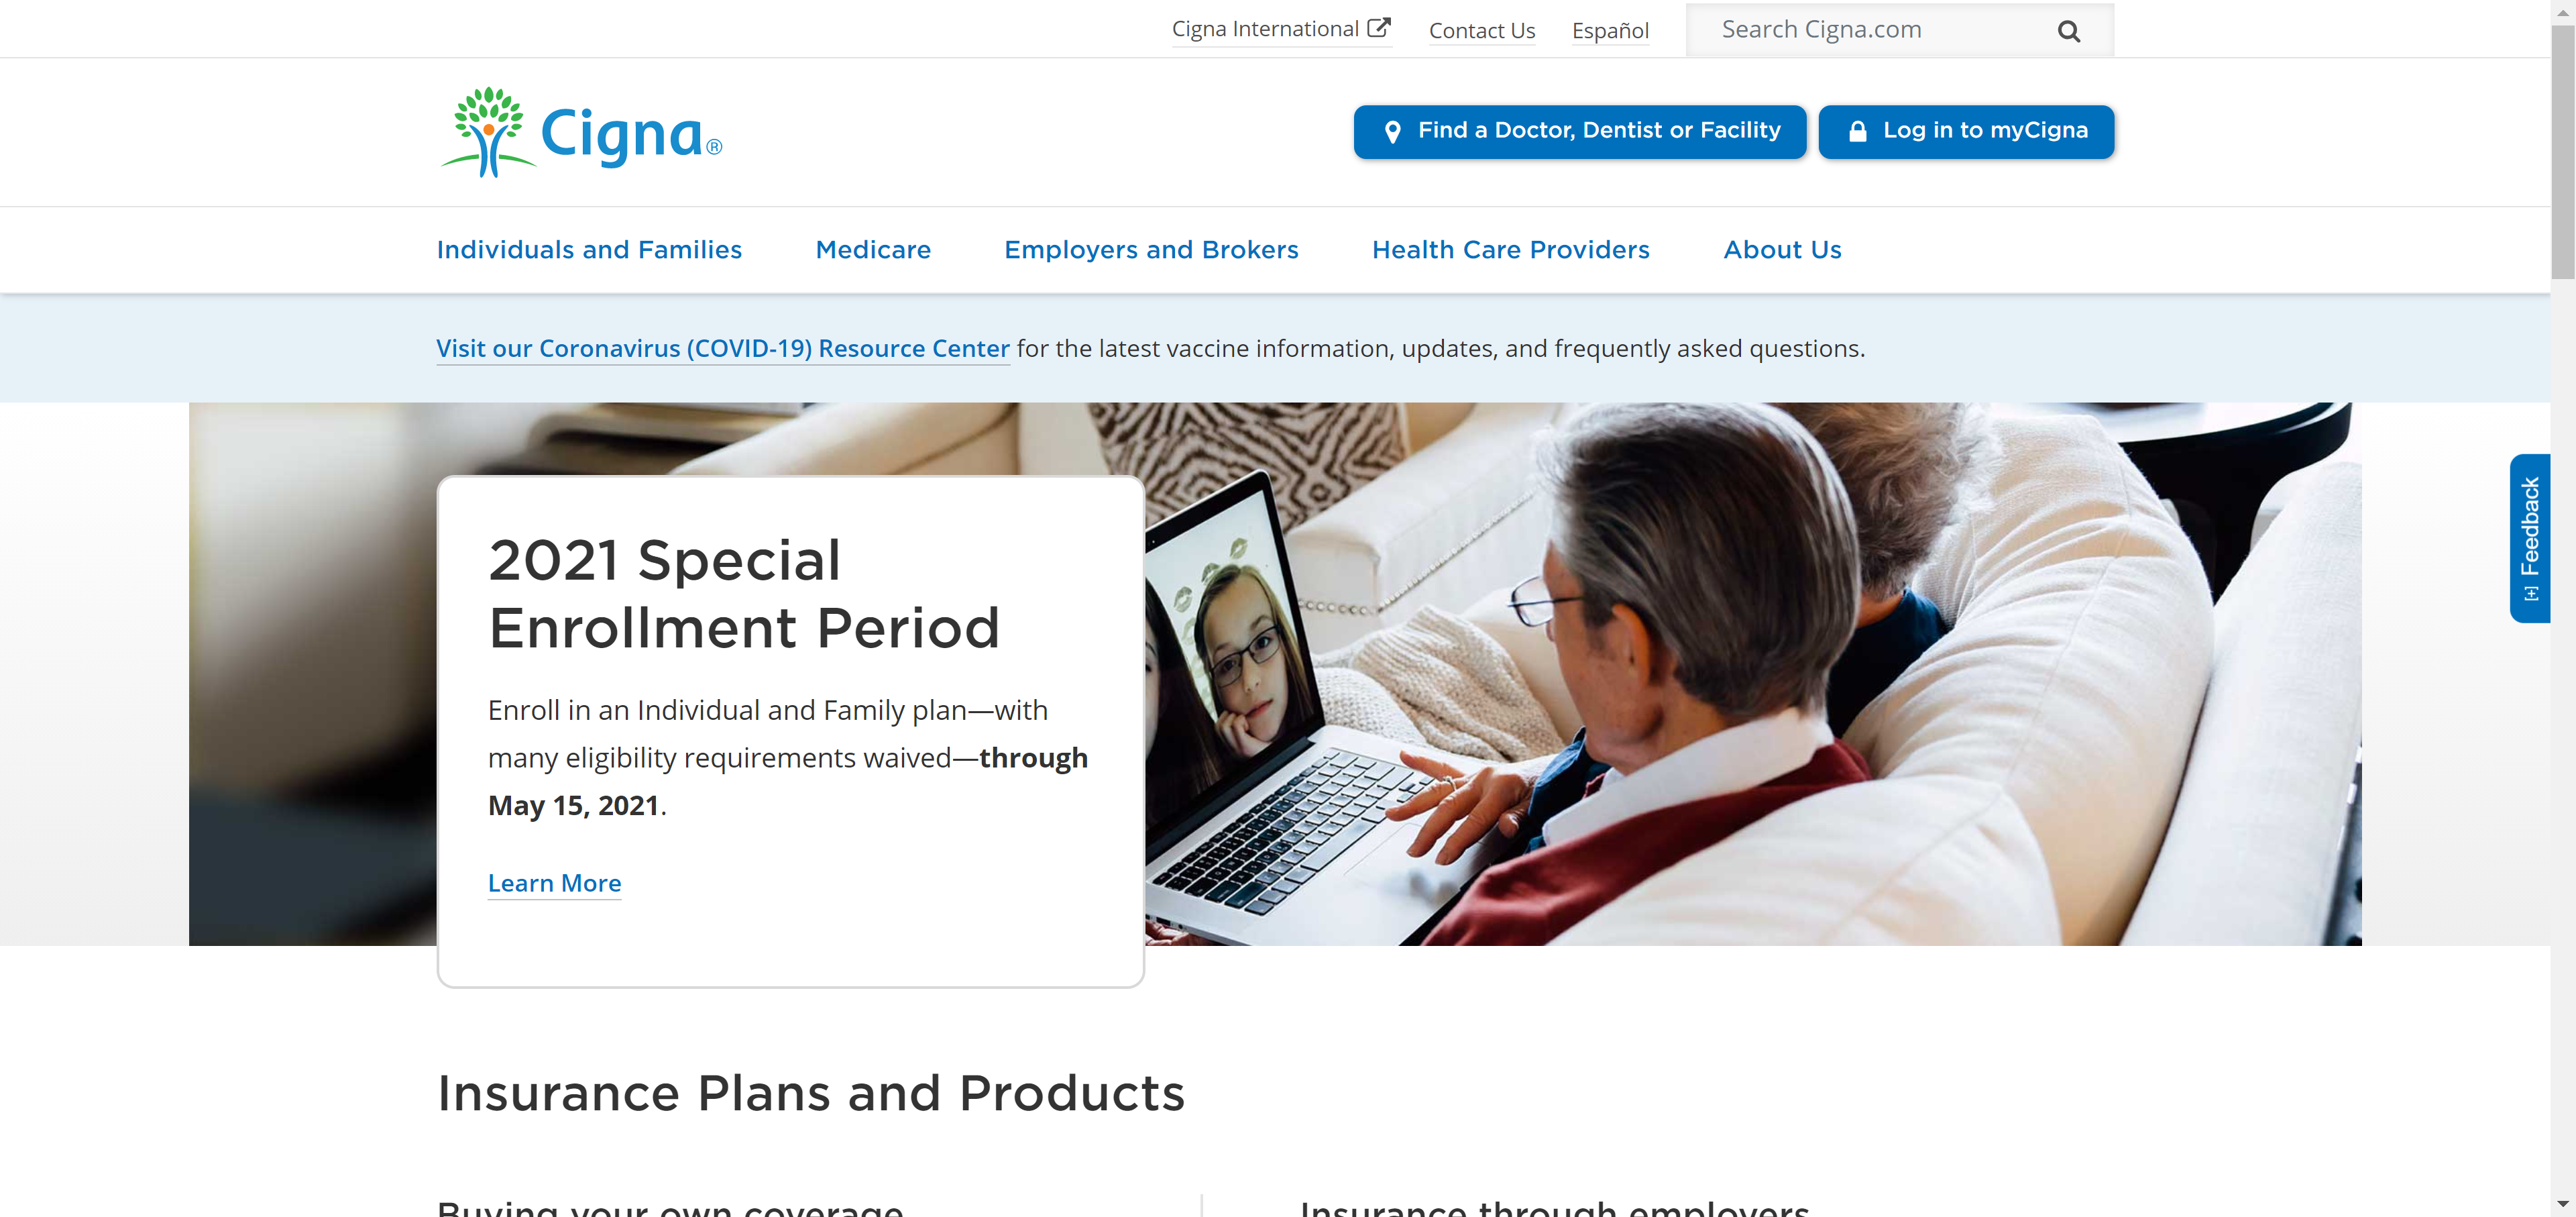 Cigna International
Contact Us
Español
Search Cigna.com
Cigna®
Find a Doctor, Dentist or Facility
Log in to myCigna
Individuals and Families
Medicare
Employers and Brokers
Health Care Providers
About Us
Visit our Coronavirus (COVID-19) Resource Center for the latest vaccine information, updates, and frequently asked questions.
2021 Special
Enrollment Period
Enroll in an Individual and Family plan—with
many eligibility requirements waived—through
May 15, 2021.
Learn More
[+] Feedback
Insurance Plans and Products
Buying your own coverage
Insurance through employers